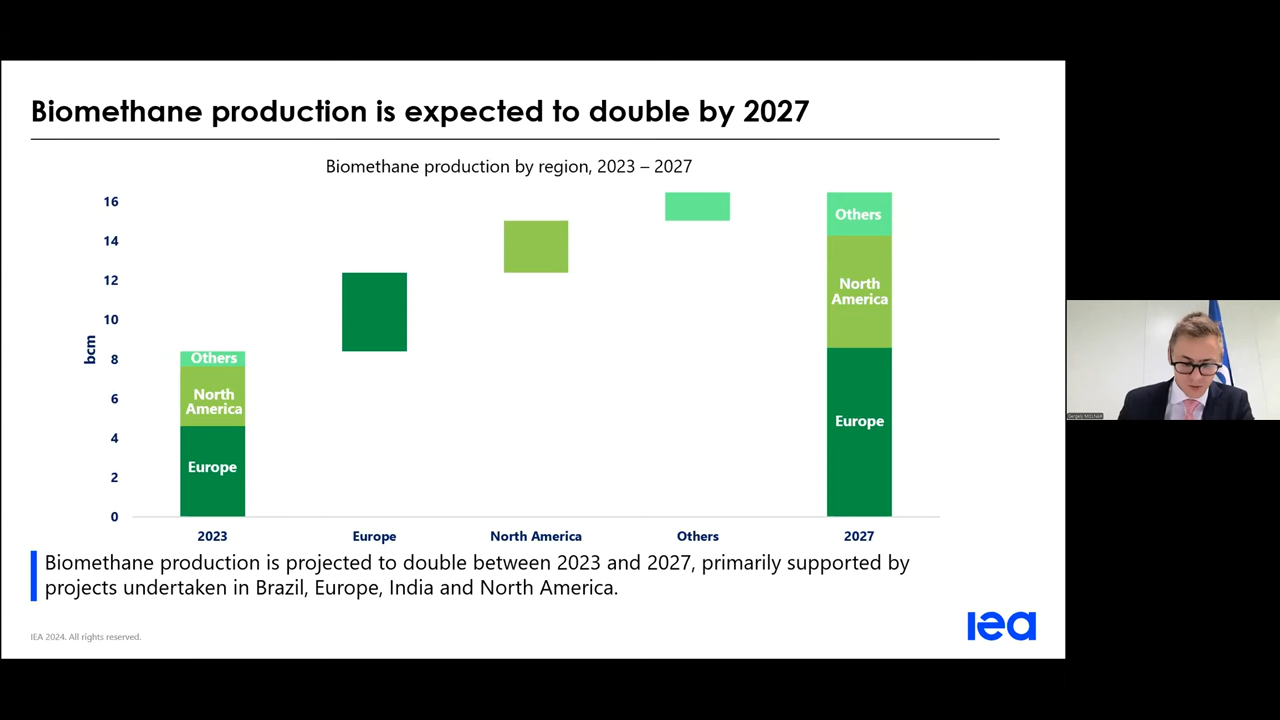 Biomethane production is expected to double by 2027
Biomethane production by region, 2023 – 2027
bcm
16
14
12
10
8
6
4
2
0
Others
North
America
Europe
Others
North
America
Europe
2023
Europe
North America
Others
2027
Biomethane production is projected to double between 2023 and 2027, primarily supported by
projects undertaken in Brazil, Europe, India and North America.
IEA 2024. All rights reserved.
iea